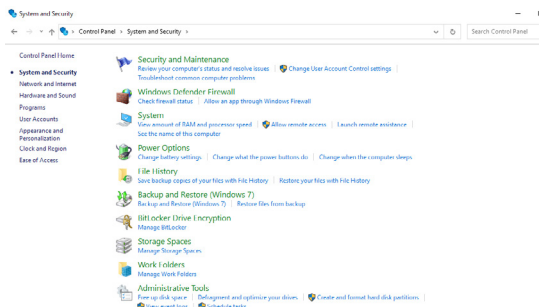 System and Security
Control Panel > System and Security >
Search Control Panel
Control Panel Home
System and Security
Network and Internet
Hardware and Sound
Programs
User Accounts
Appearance and
Personalization
Clock and Region
Ease of Access
Security and Maintenance
Review your computer's status and resolve issues
Change User Account Control settings
Troubleshoot common computer problems
Windows Defender Firewall
Check firewall status
Allow an app through Windows Firewall
System
View amount of RAM and processor speed
Allow remote access
Launch remote assistance
See the name of this computer
Power Options
Change battery settings
Change what the power buttons do
Change when the computer sleeps
File History
Save backup copies of your files with File History
Restore your files with File History
Backup and Restore (Windows 7)
Backup and Restore (Windows 7)
Restore files from backup
BitLocker Drive Encryption
Manage BitLocker
Storage Spaces
Manage Storage Spaces
Work Folders
Manage Work Folders
Administrative Tools
Free up disk space
Defragment and optimize your drives
Create and format hard disk partitions
View event logs
Schedule tasks